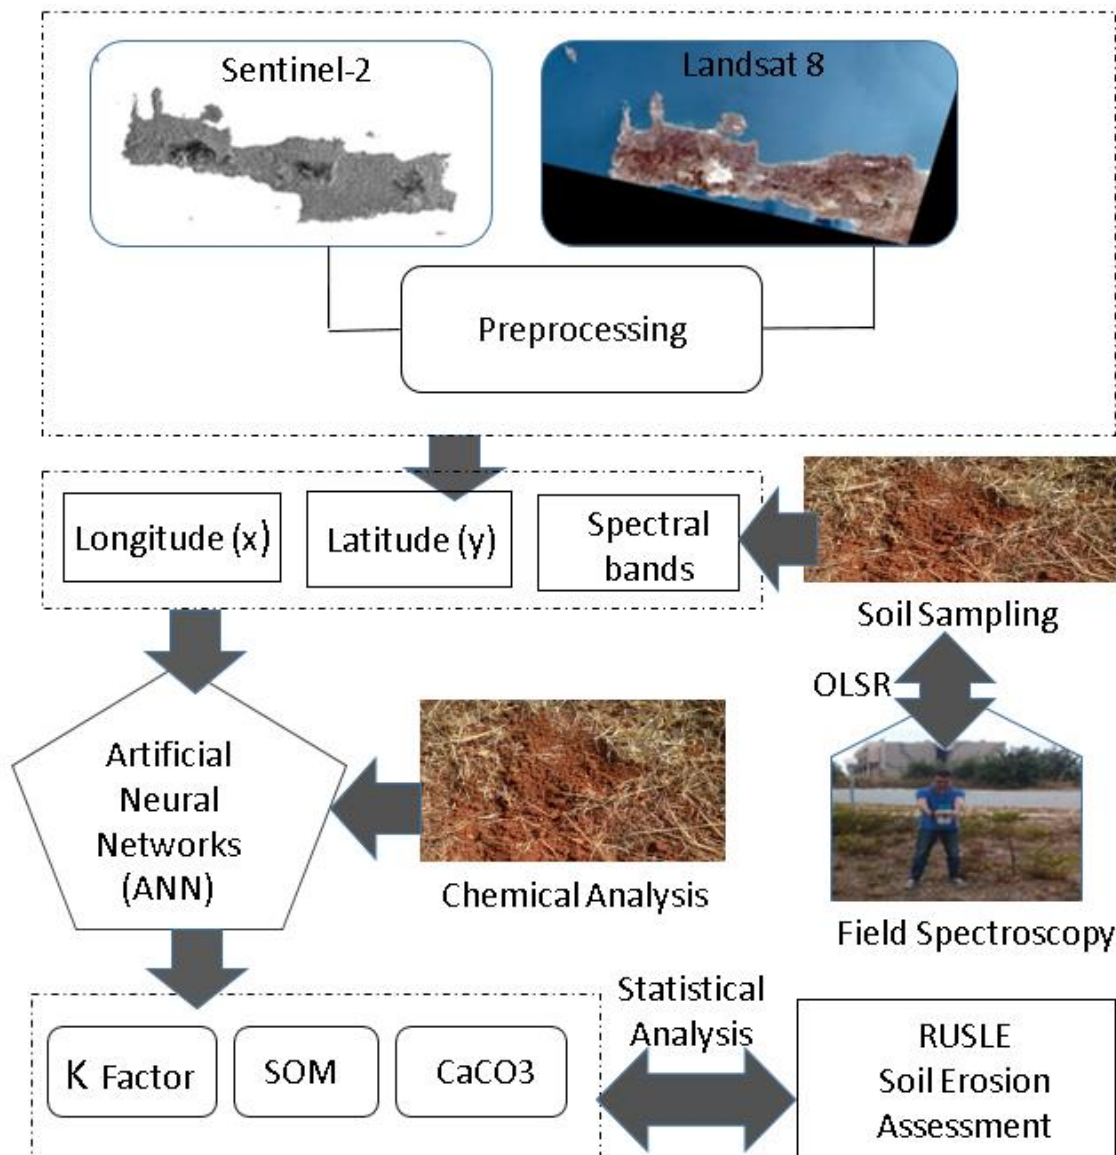 Sentinel-2
Landsat 8
Preprocessing
Longitude (x)
Latitude (y)
Spectral
bands
Soil Sampling
OLSR
Artificial
Neural
Networks
(ANN)
Chemical Analysis
Field Spectroscopy
K Factor
SOM
CaCO3
Statistical
Analysis
RUSLE
Soil Erosion
Assessment